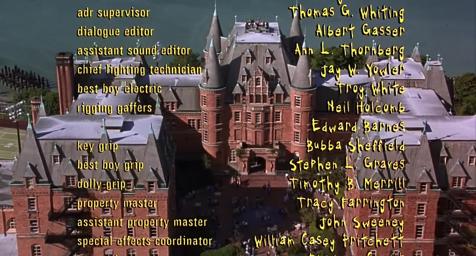 adr supervisor Thomas G. Whiting
dialogue editor Albert Gasser
assistant sound editor Ann L. Thornberg
chief lighting technician Jay W. Yowler
best boy electric Troy White
rigging gaffers Neil Holcomb
Edward Barnes
key grip Bubba Sheffield
best boy grip Stephen L. Graves
dolly grip Timothy B. Merrill
property master Tracy Farrington
assistant property master John Sweeney
special effects coordinator William Casey Pritchett